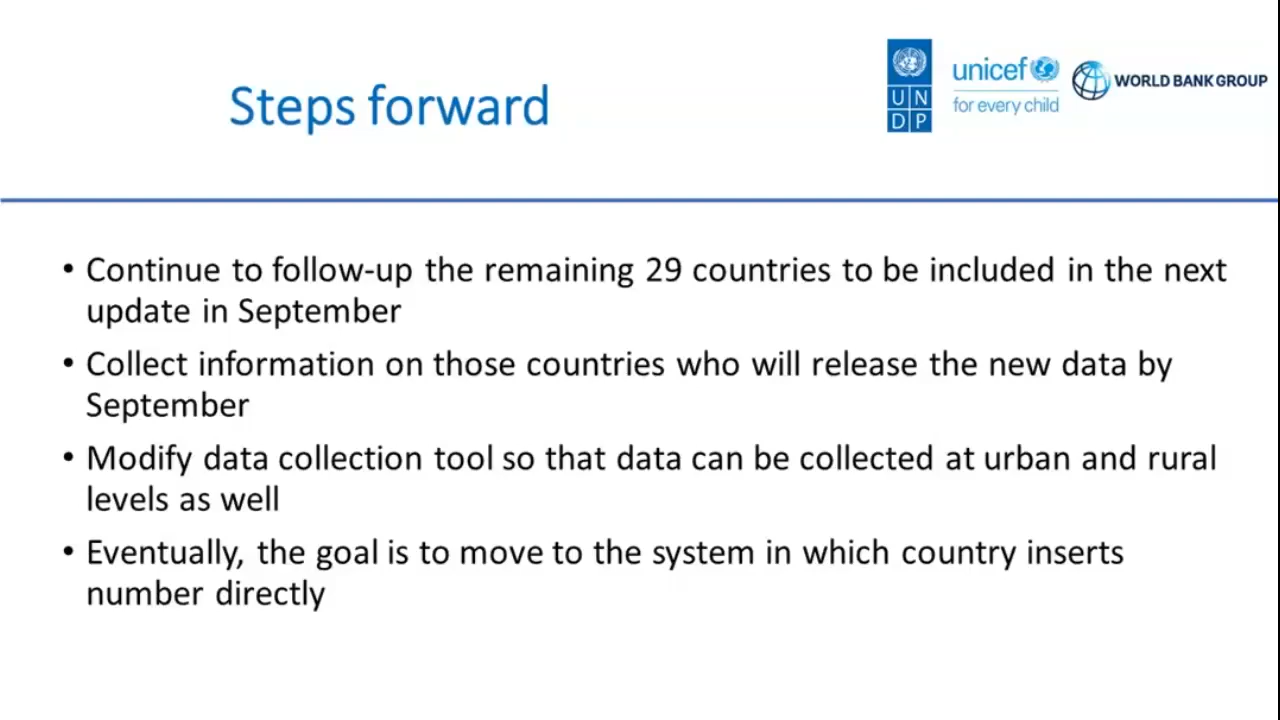 Steps forward
U N
D P
unicef
for every child
WORLD BANK GROUP
• Continue to follow-up the remaining 29 countries to be included in the next
update in September
• Collect information on those countries who will release the new data by
September
• Modify data collection tool so that data can be collected at urban and rural
levels as well
• Eventually, the goal is to move to the system in which country inserts
number directly